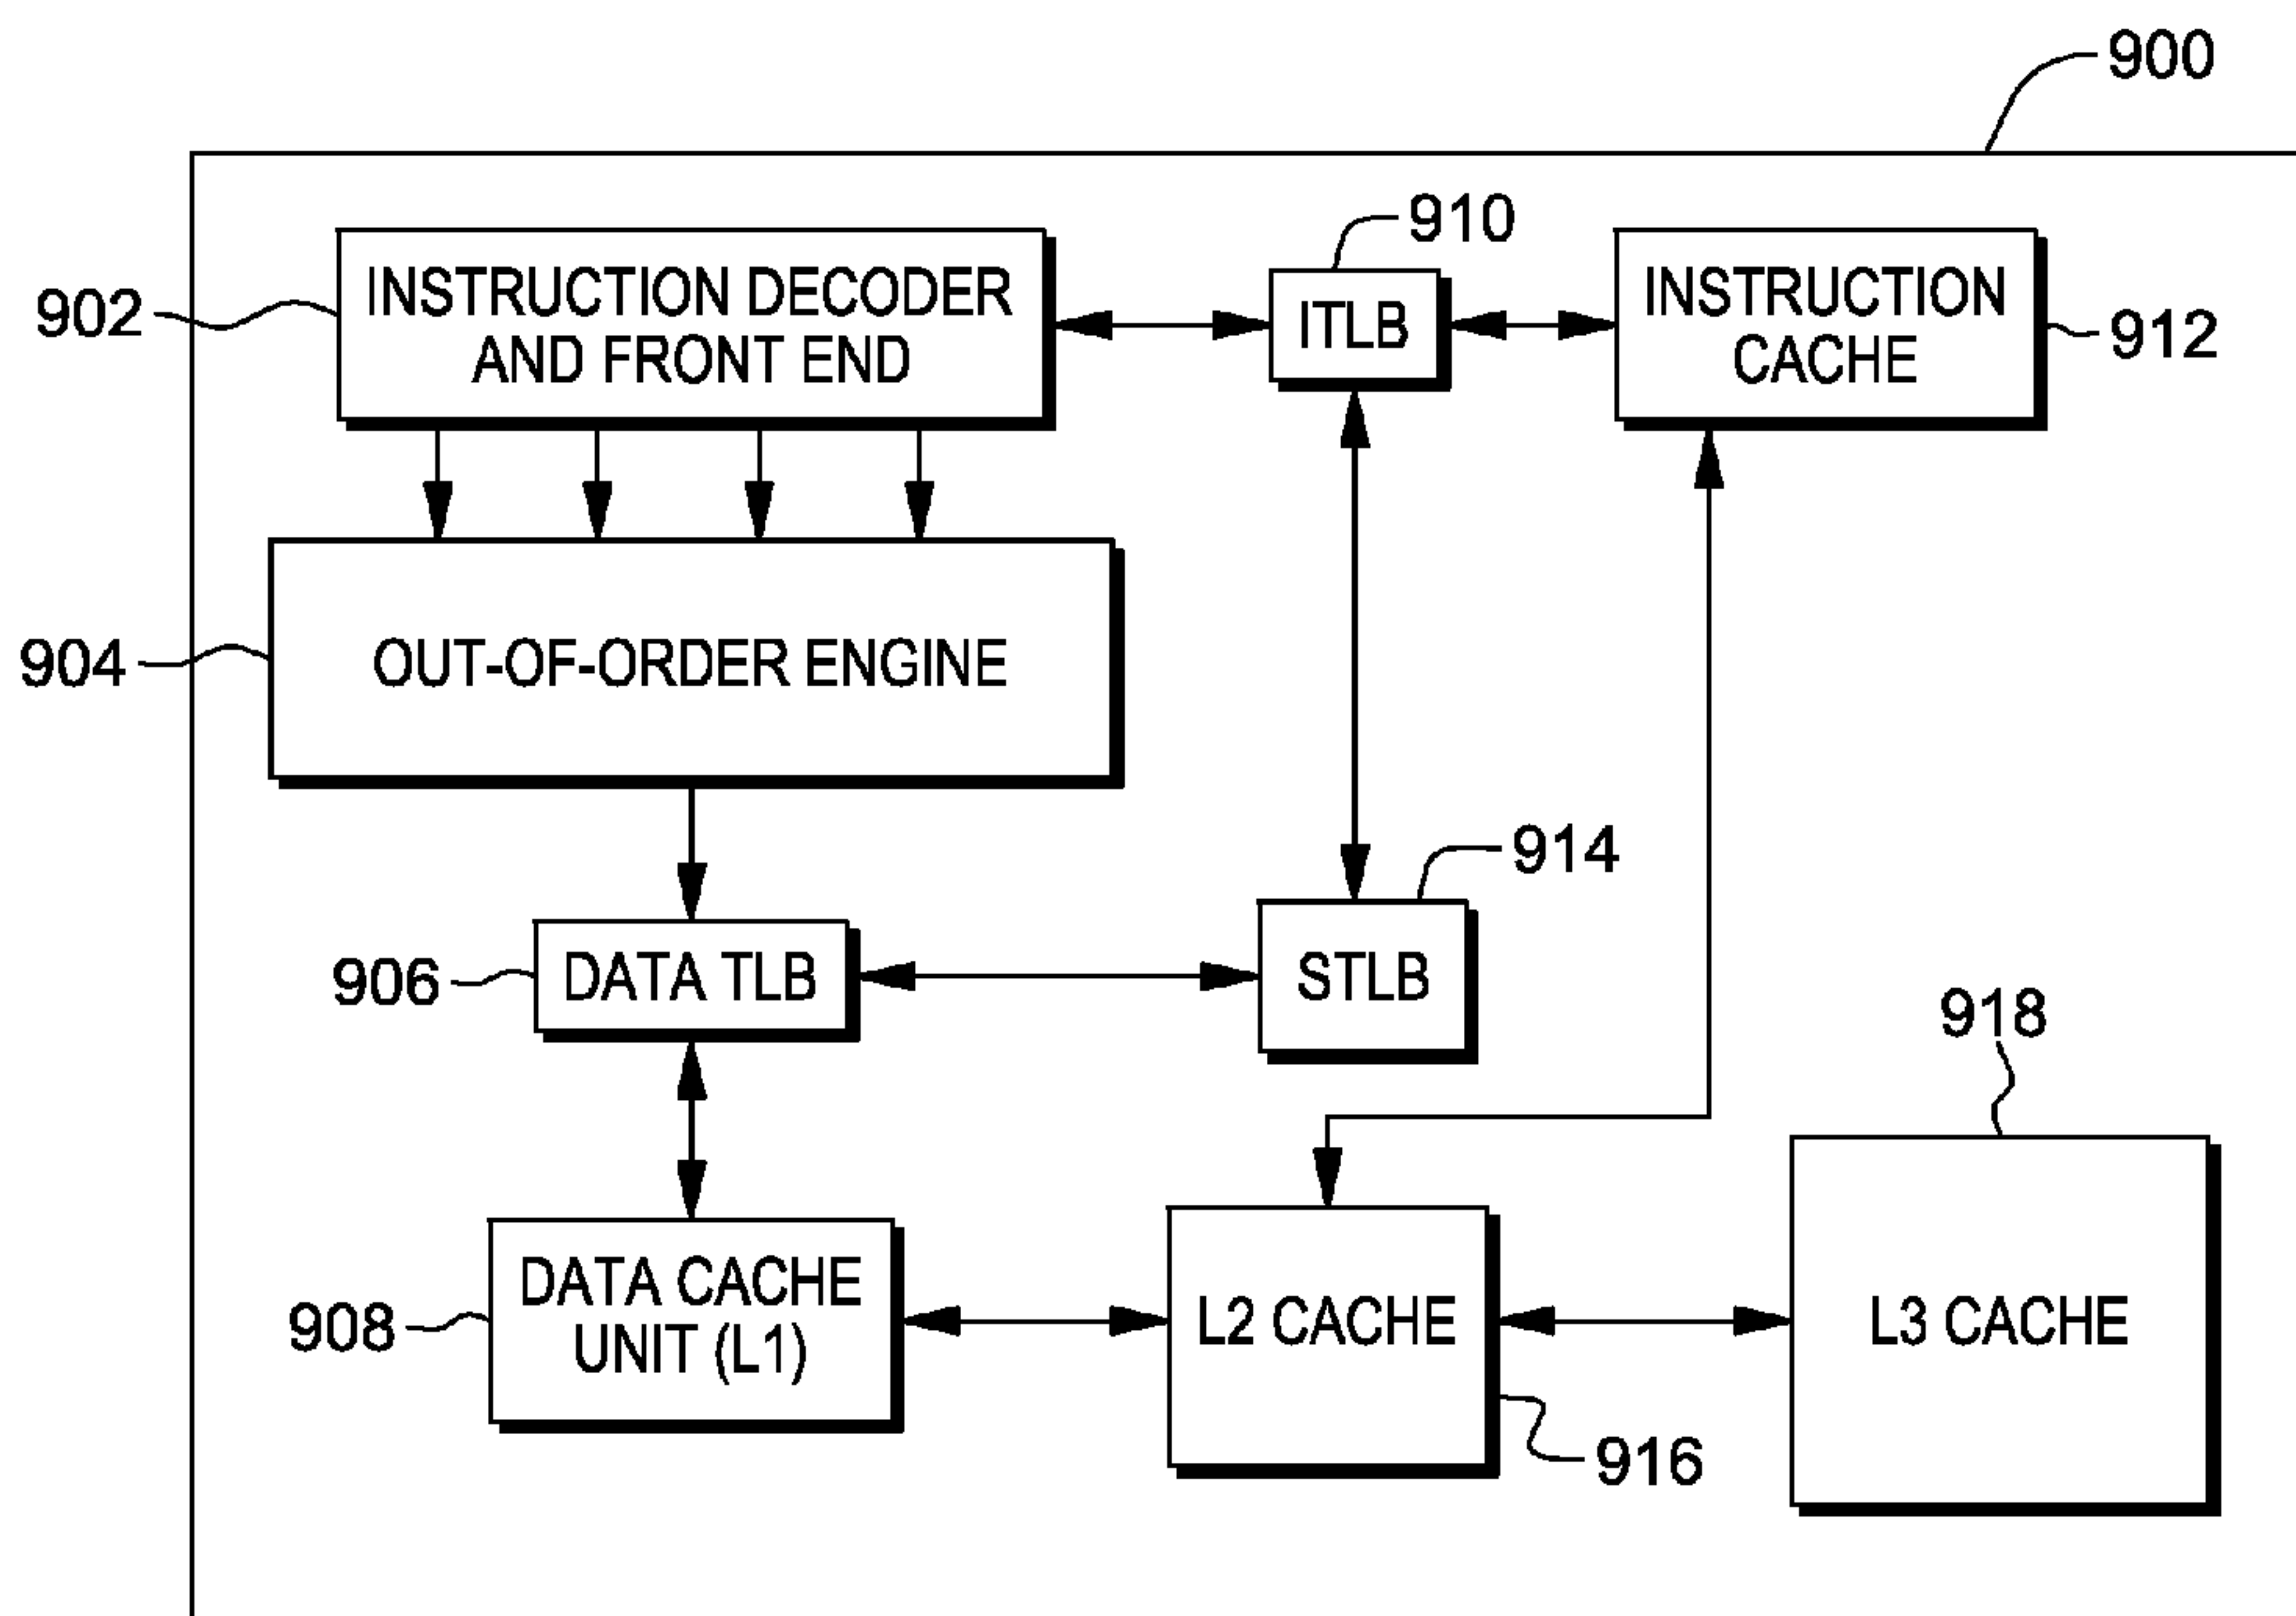 900
910
INSTRUCTION DECODER
AND FRONT END
ITLB
INSTRUCTION
CACHE
902
912
904
OUT-OF-ORDER ENGINE
914
906
DATA TLB
STLB
918
908
DATA CACHE
UNIT (L1)
L2 CACHE
L3 CACHE
916